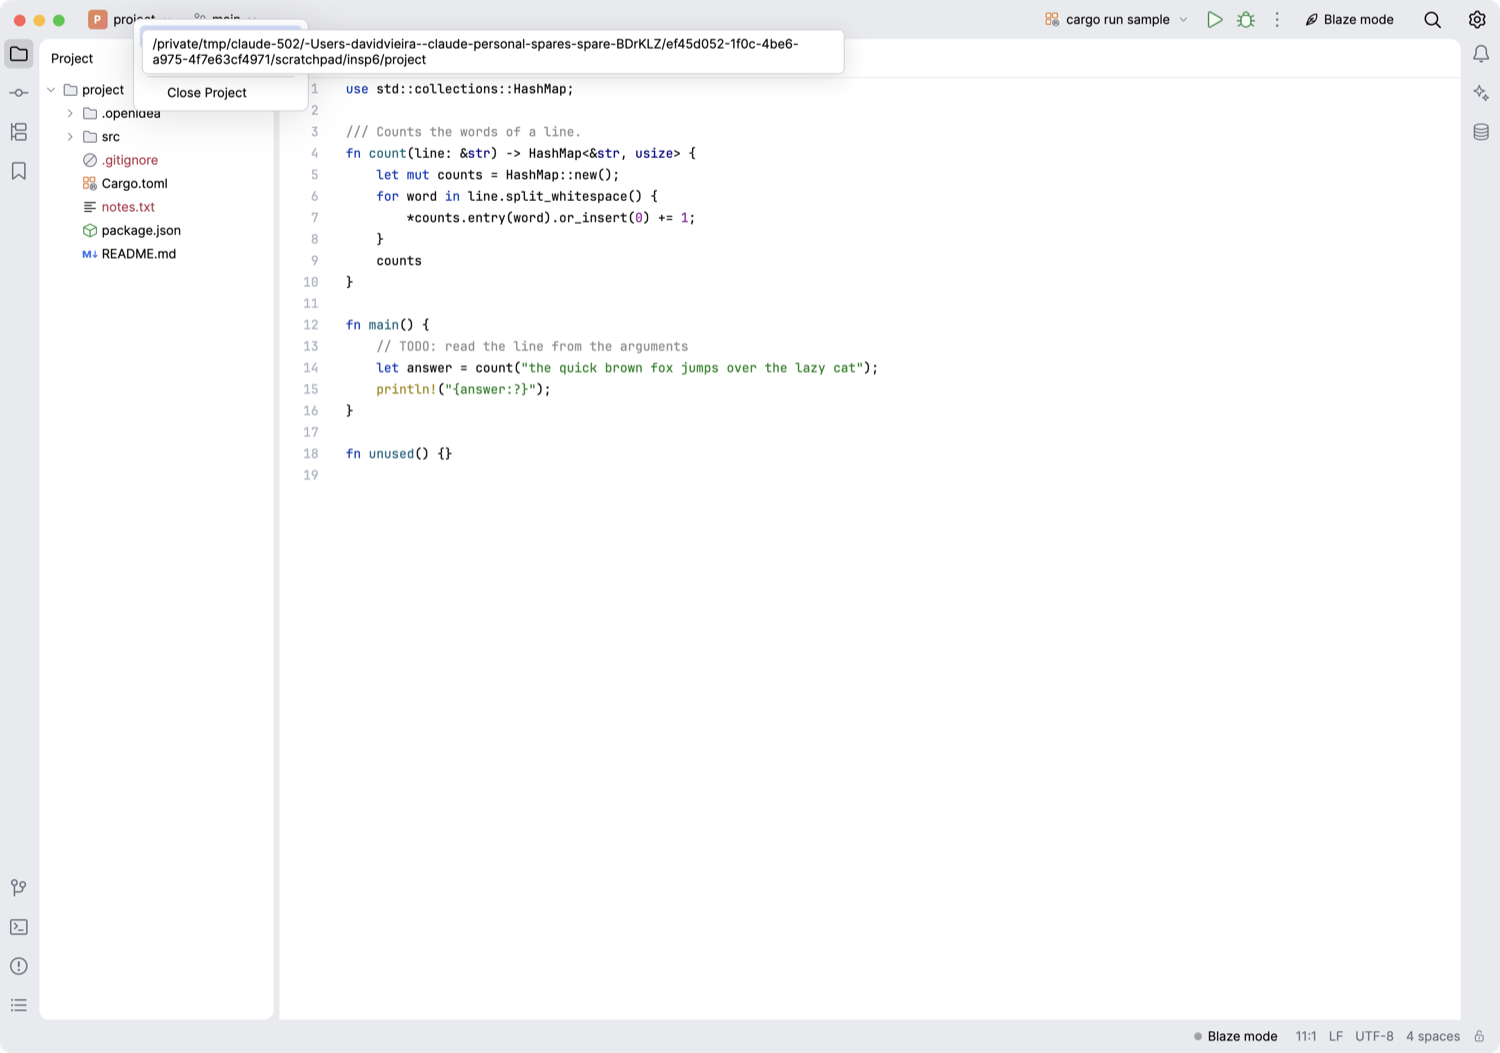 P
cargo run sample
Blaze mode
Project
/private/tmp/claude-502/-Users-davidvieira--claude-personal-spares-spare-BDrKLZ/ef45d052-1f0c-4be6-
a975-4f7e63cf4971/scratchpad/insp6/project
Close Project
project
.openidea
src
.gitignore
Cargo.toml
notes.txt
package.json
M↓ README.md
1 use std::collections::HashMap;
2
3 /// Counts the words of a line.
4 fn count(line: &str) -> HashMap<&str, usize> {
5 let mut counts = HashMap::new();
6 for word in line.split_whitespace() {
7 *counts.entry(word).or_insert(0) += 1;
8 }
9 counts
10 }
11
12 fn main() {
13 // TODO: read the line from the arguments
14 let answer = count("the quick brown fox jumps over the lazy cat");
15 println!("{answer:?}");
16 }
17
18 fn unused() {}
19
Blaze mode 11:1 LF UTF-8 4 spaces